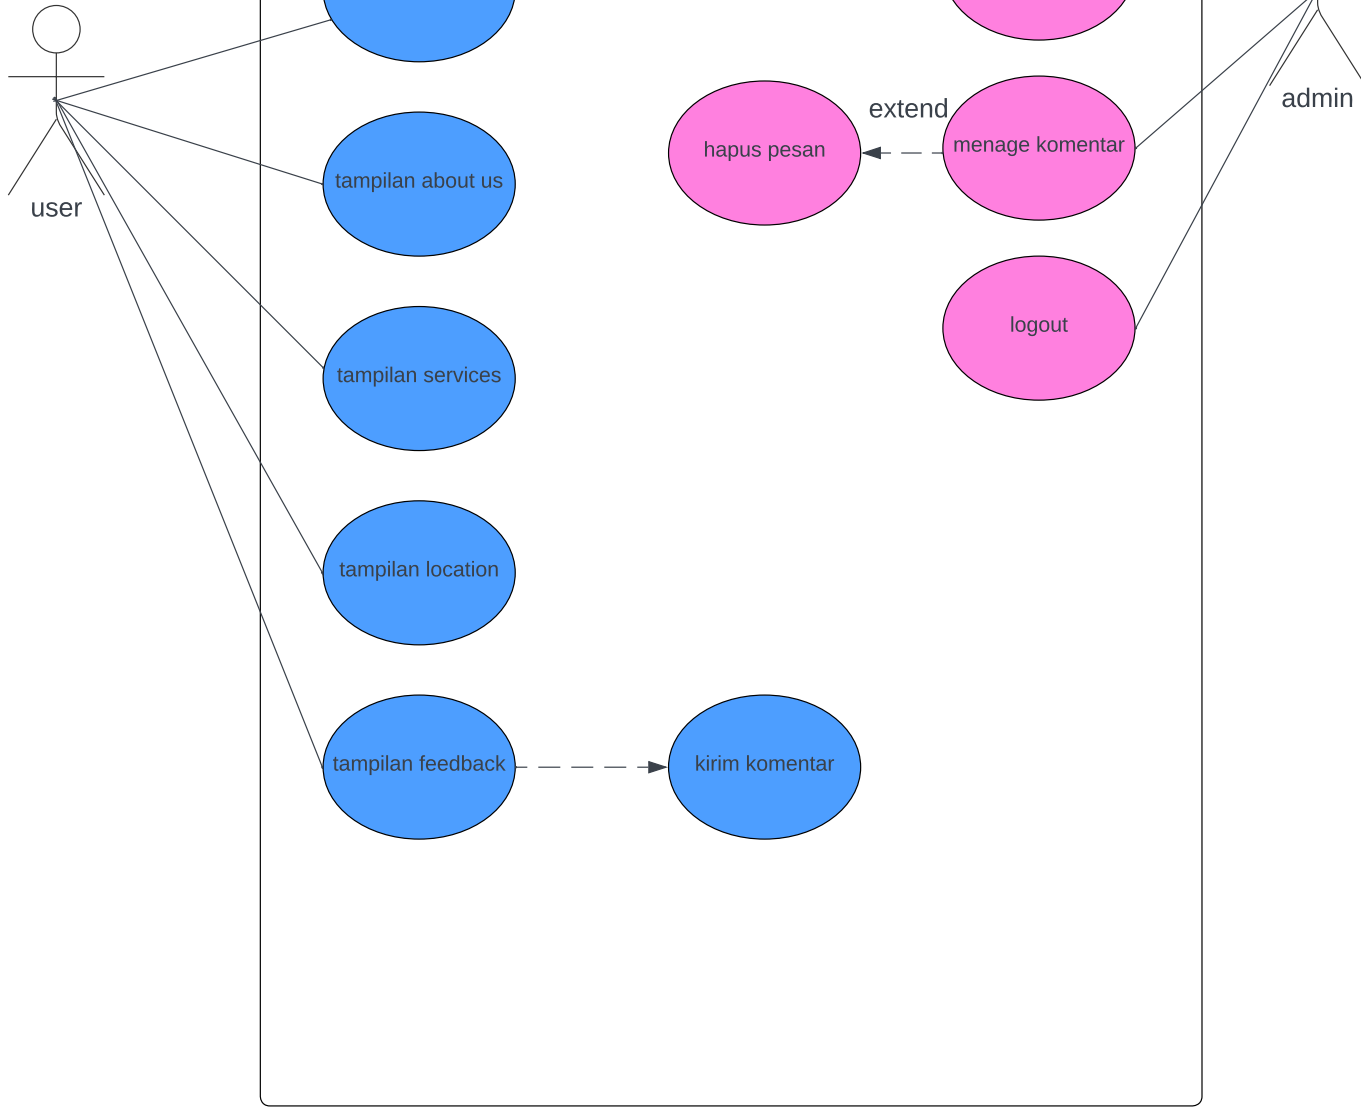 user
tampilan about us
tampilan services
tampilan location
tampilan feedback
kirim komentar
hapus pesan
extend
menage komentar
logout
admin